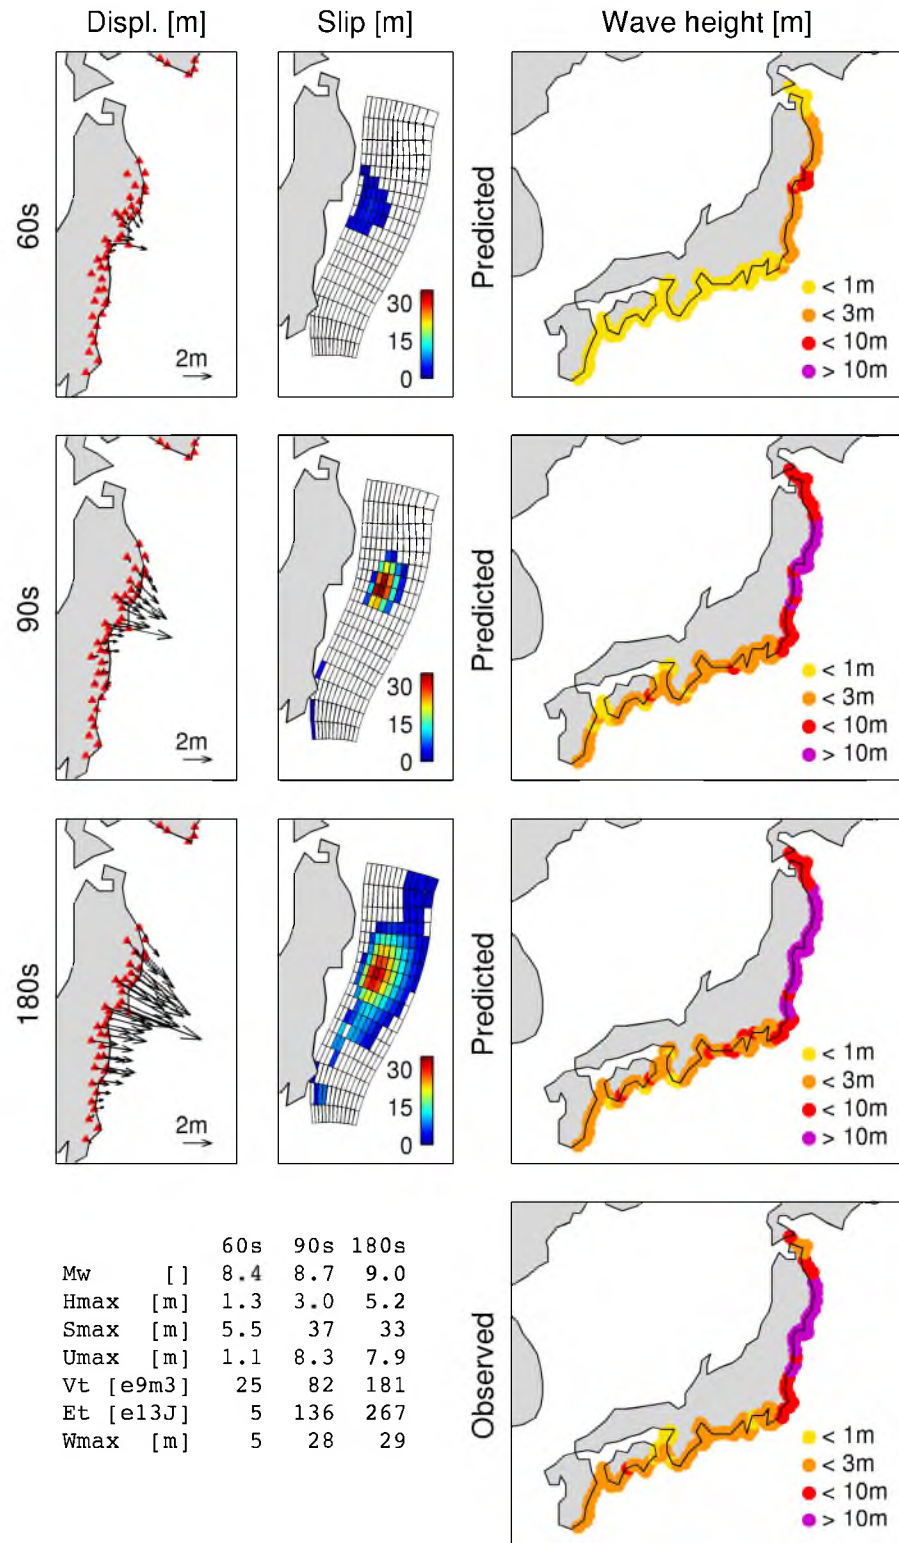 Displ. [m] Slip [m] Wave height [m]
60s
2m
30
15
0
Predicted
< 1m
< 3m
< 10m
> 10m
90s
2m
30
15
0
Predicted
< 1m
< 3m
< 10m
> 10m
180s
2m
30
15
0
Predicted
< 1m
< 3m
< 10m
> 10m
60s 90s 180s
Mw [] 8.4 8.7 9.0
Hmax [m] 1.3 3.0 5.2
Smax [m] 5.5 37 33
Umax [m] 1.1 8.3 7.9
Vt [e9m3] 25 82 181
Et [e13J] 5 136 267
Wmax [m] 5 28 29
Observed
< 1m
< 3m
< 10m
> 10m